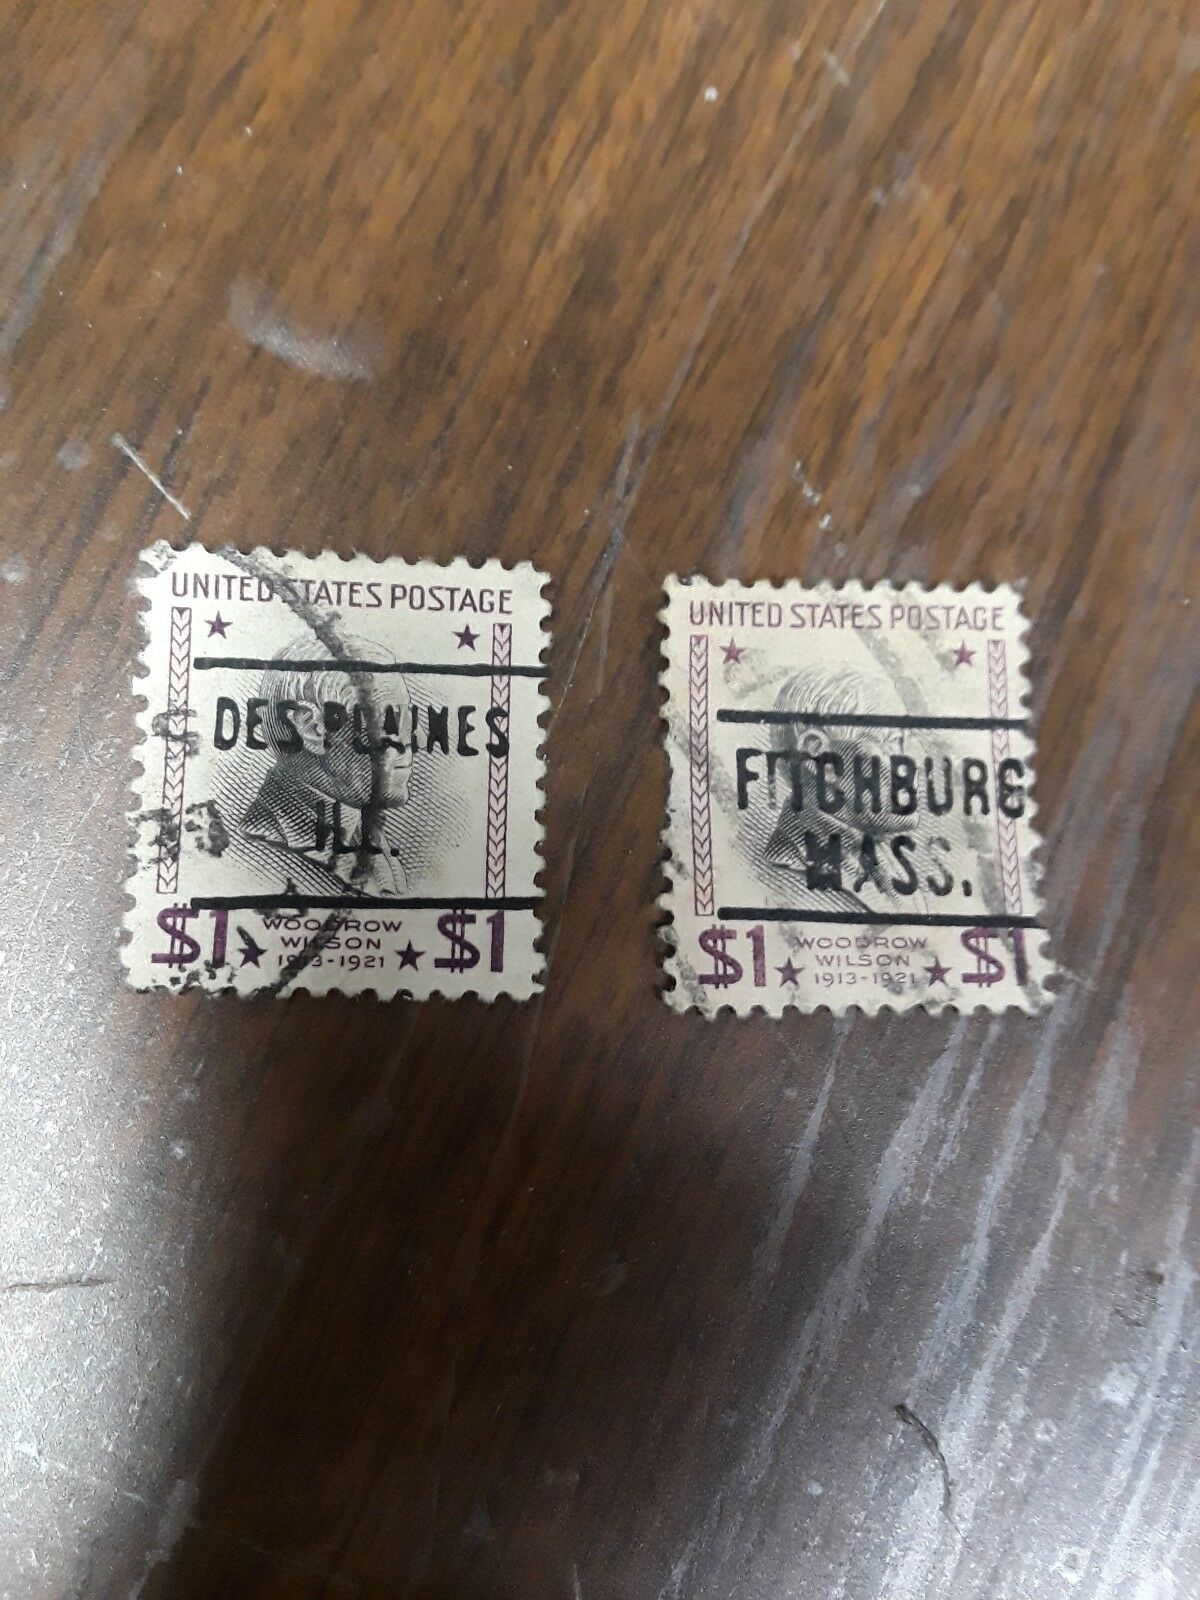 UNITED STATES POSTAGE
DES PLAINES
ILL.
$1 WOODROW $1
WILSON
1913-1921
UNITED STATES POSTAGE
FITCHBURG
MASS.
$1 WOODROW $1
WILSON
1913-1921